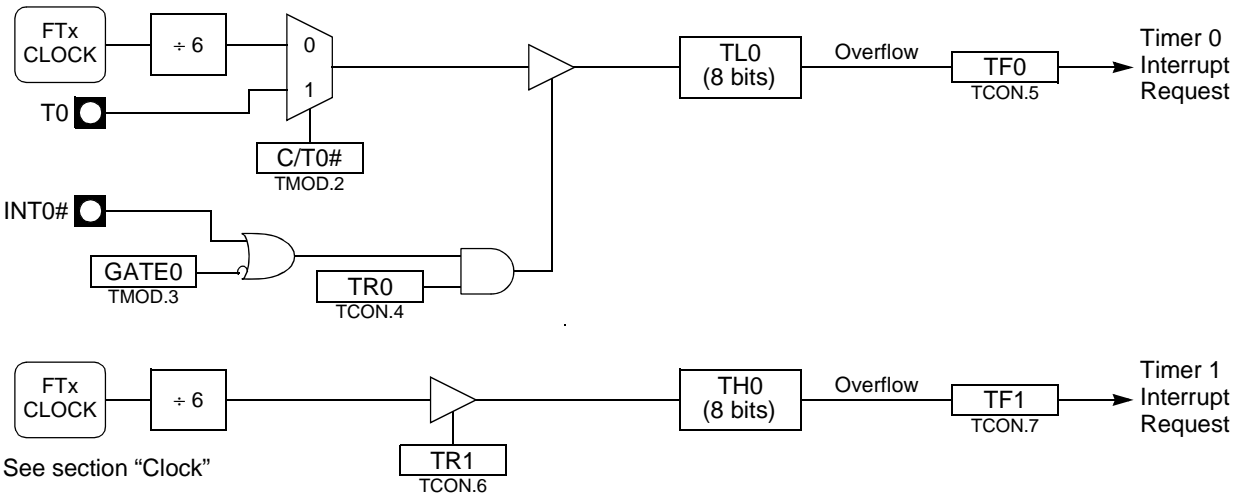 FTx
CLOCK
÷ 6
0
1
T0
C/T0#
TMOD.2
TL0
(8 bits)
Overflow
TF0
TCON.5
Timer 0
Interrupt
Request
INT0#
GATE0
TMOD.3
TR0
TCON.4
FTx
CLOCK
÷ 6
TR1
TCON.6
TH0
(8 bits)
Overflow
TF1
TCON.7
Timer 1
Interrupt
Request
See section “Clock”